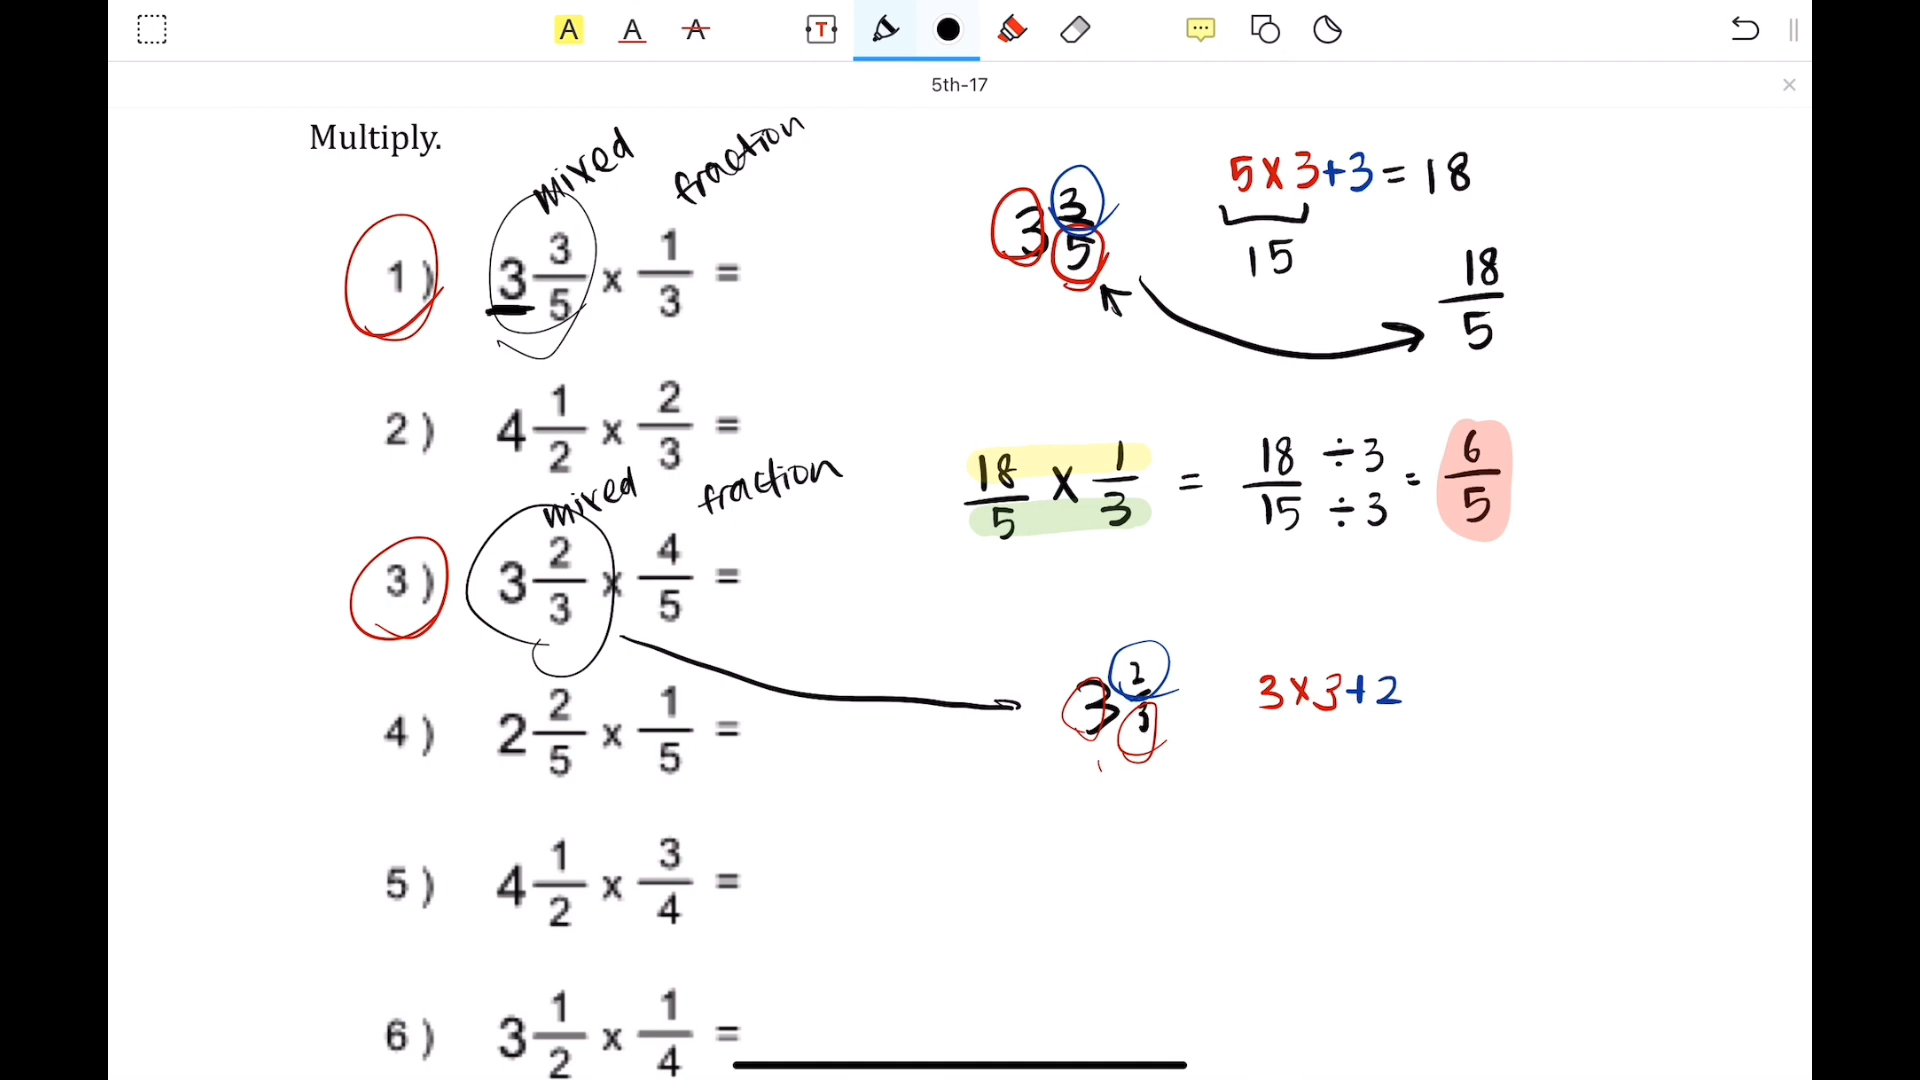 A A A T
5th-17
Multiply.
mixed fraction
1) 3 3/5 x 1/3 =
3 3/5
5 x 3 + 3 = 18
15
18/5
2) 4 1/2 x 2/3 =
18/5 x 1/3 = 18/15 ÷3/÷3 = 6/5
mixed fraction
3) 3 2/3 x 4/5 =
3 2/3 3 x 3 + 2
4) 2 2/5 x 1/5 =
5) 4 1/2 x 3/4 =
6) 3 1/2 x 1/4 =